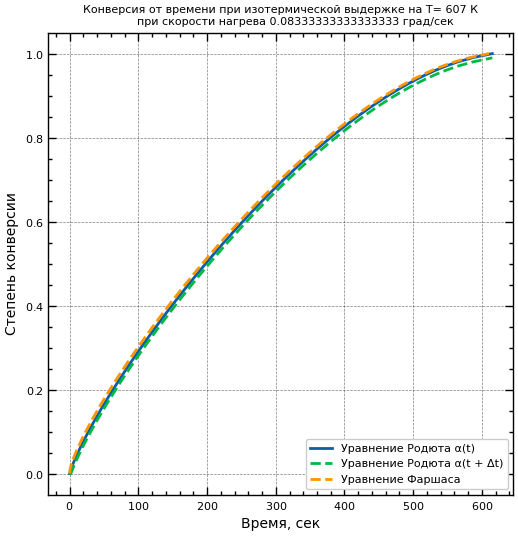 Конверсия от времени при изотермической выдержке на T= 607 К
при скорости нагрева 0.08333333333333333 град/сек
1.0
0.8
0.6
0.4
0.2
0.0
Степень конверсии
0 100 200 300 400 500 600
Время, сек
Уравнение Родюта α(t)
Уравнение Родюта α(t + Δt)
Уравнение Фаршаса